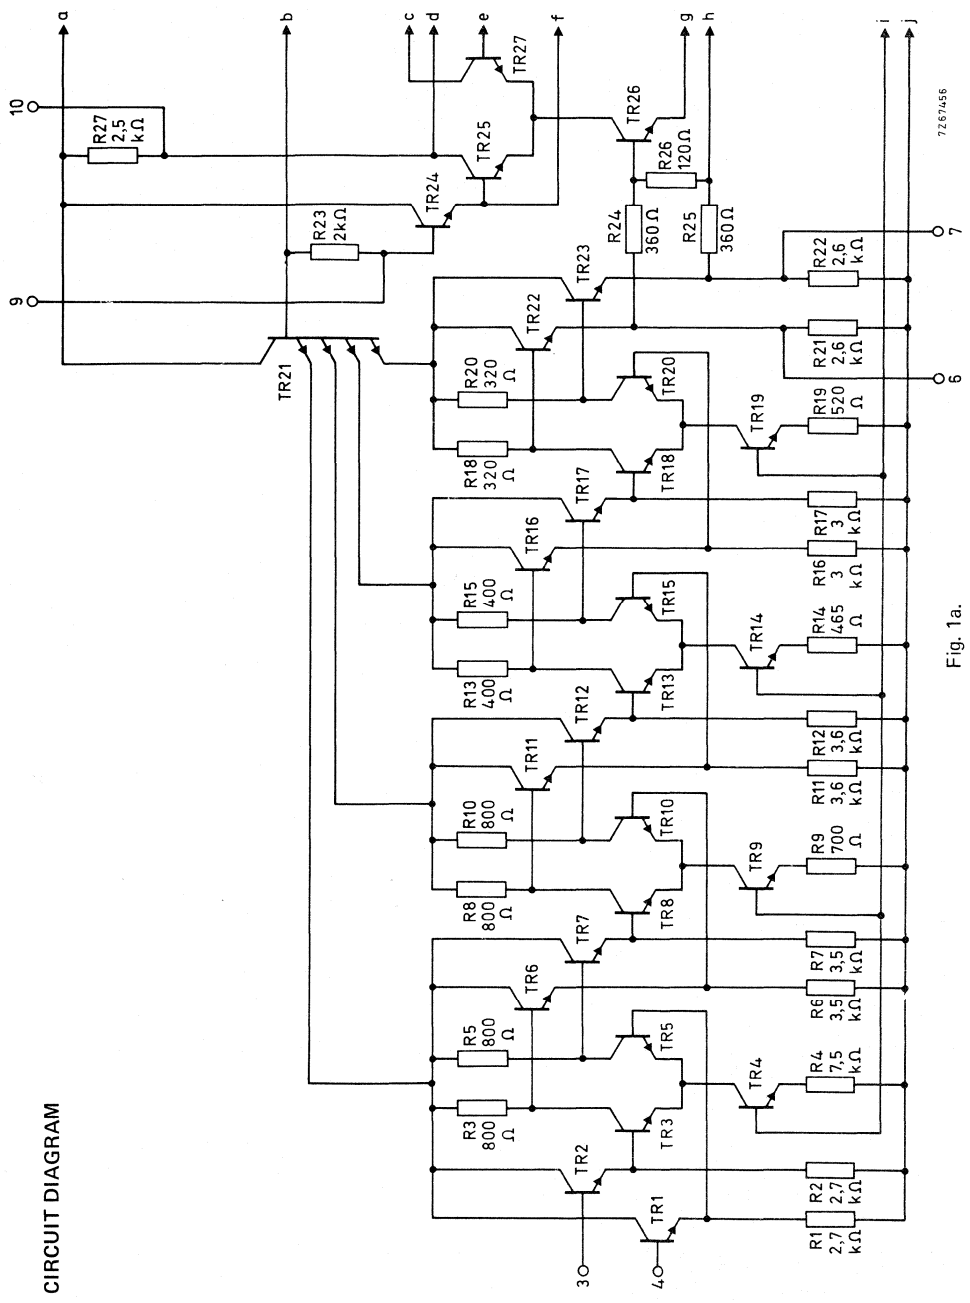 CIRCUIT DIAGRAM
a
b
c
d
e
f
g
h
i
j
10
9
R27
2,5
kΩ
R23
2kΩ
TR24
TR25
TR27
TR26
R26
120Ω
R24
360Ω
R25
360Ω
TR21
R3
800
Ω
R5
800
Ω
R8
800
Ω
R10
800
Ω
R13
400
Ω
R15
400
Ω
R18
320
Ω
R20
320
Ω
TR6
TR7
TR11
TR12
TR16
TR17
TR22
TR23
TR2
TR1
TR3
TR5
TR8
TR10
TR13
TR15
TR18
TR20
TR4
TR9
TR14
TR19
3
4
R1
2,7
kΩ
R2
2,7
kΩ
R4
7,5
kΩ
R6
3,5
kΩ
R7
3,5
kΩ
R9
700
Ω
R11
3,6
kΩ
R12
3,6
kΩ
R14
465
Ω
R16
3
kΩ
R17
3
kΩ
R19
520
Ω
R21
2,6
kΩ
R22
2,6
kΩ
6
7
7Z67456
Fig. 1a.